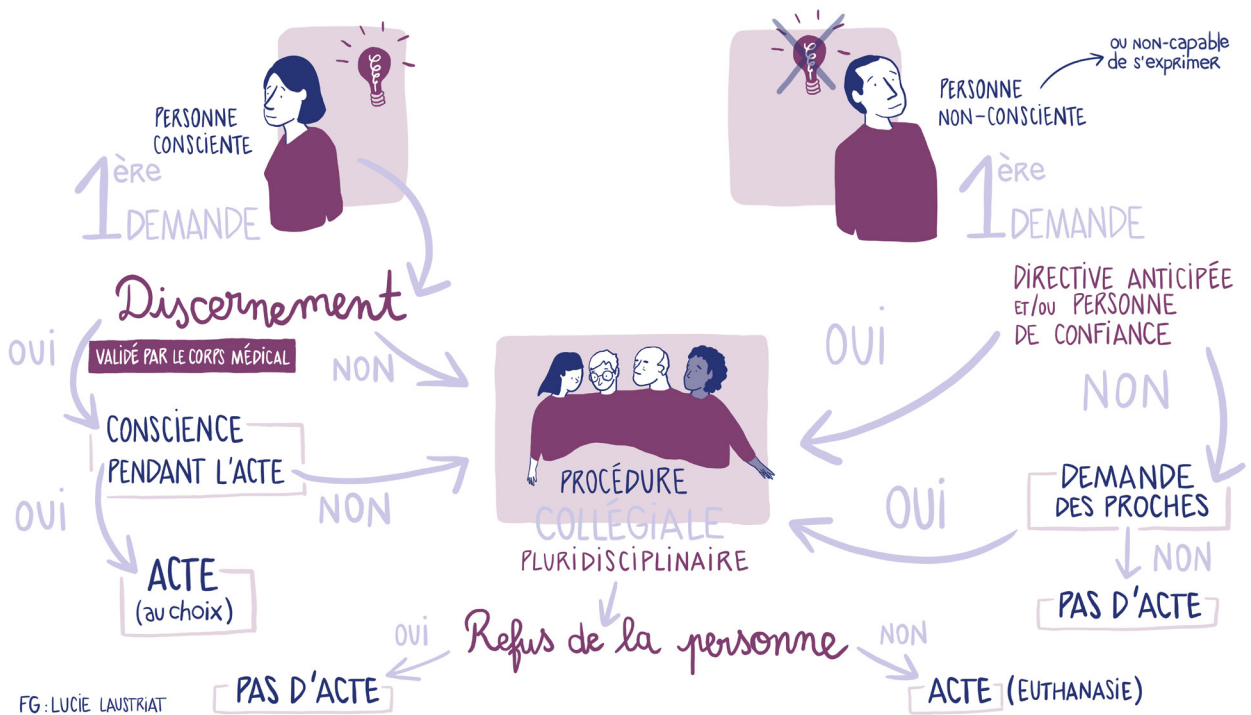 PERSONNE
CONSCIENTE
1ère
DEMANDE
Discernement
VALIDÉ PAR LE CORPS MÉDICAL
OUI
NON
CONSCIENCE
PENDANT L'ACTE
OUI
NON
ACTE
(au choix)
PERSONNE
NON-CONSCIENTE
OU NON-CAPABLE
DE S'EXPRIMER
1ère
DEMANDE
DIRECTIVE ANTICIPÉE
ET/OU PERSONNE
DE CONFIANCE
OUI
NON
DEMANDE
DES PROCHES
OUI
NON
PAS D'ACTE
PROCÉDURE
COLLÉGIALE
PLURIDISCIPLINAIRE
Refus de la personne
OUI
NON
PAS D'ACTE
ACTE (EUTHANASIE)
FG : LUCIE LAUSTRIAT